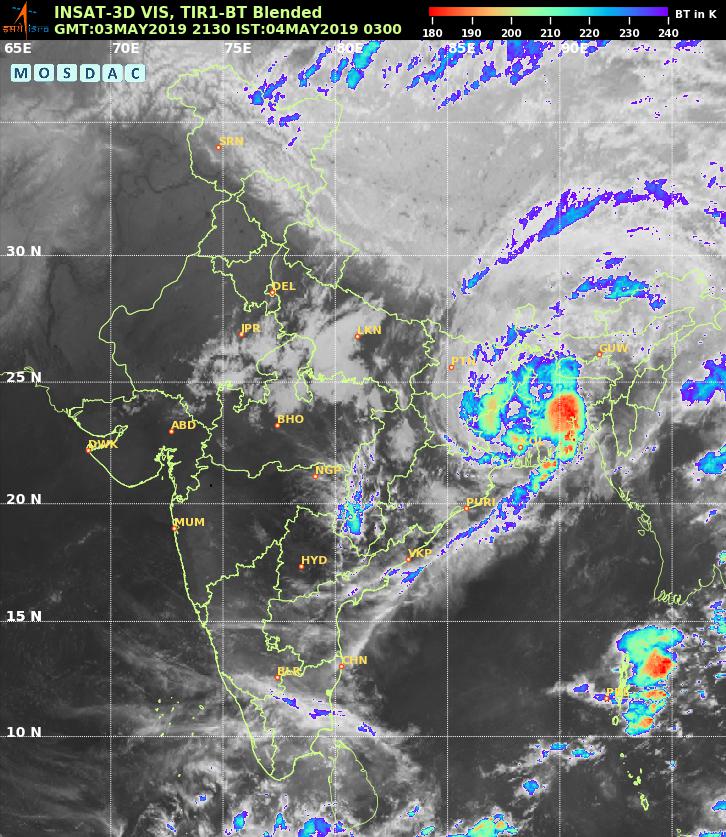 INSAT-3D VIS, TIR1-BT Blended
GMT:03MAY2019 2130 IST:04MAY2019 0300
BT in K
180 190 200 210 220 230 240
65E 70E 75E 80E 85E 90E
MOSDAC
SRN
30 N
DEL
JPR LKN
GUW
PTN
25 N
ABD BHO
DWK
NGP
20 N PURI
MUM
VKP
HYD
15 N
CHN
BLR
10 N